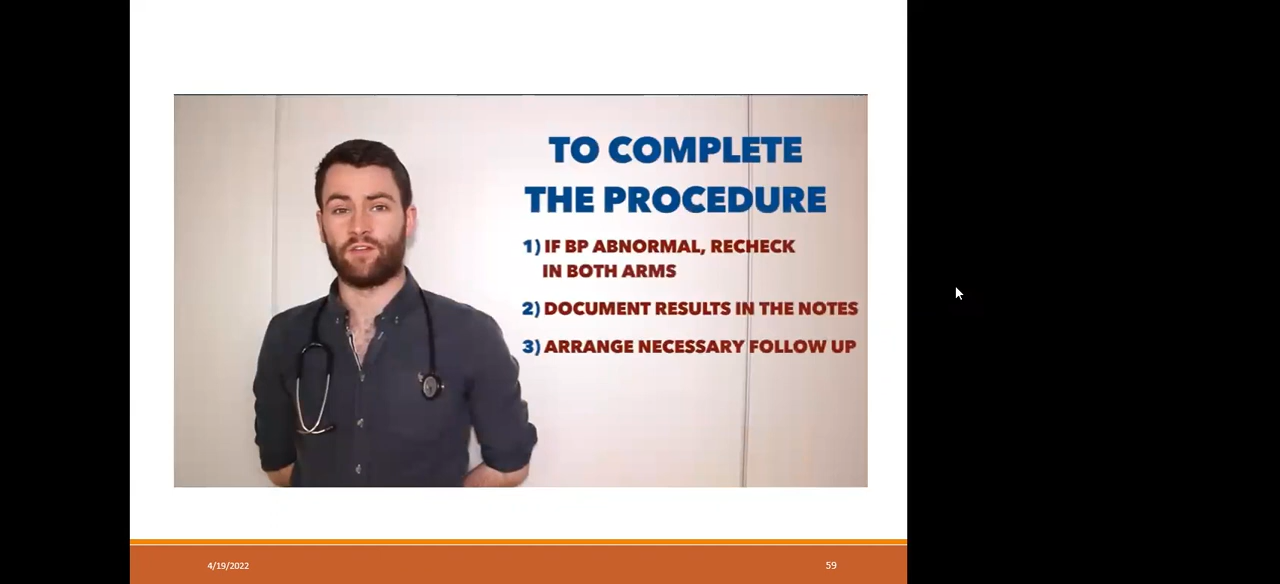 TO COMPLETE
THE PROCEDURE
1) IF BP ABNORMAL, RECHECK
IN BOTH ARMS
2) DOCUMENT RESULTS IN THE NOTES
3) ARRANGE NECESSARY FOLLOW UP
4/19/2022
59